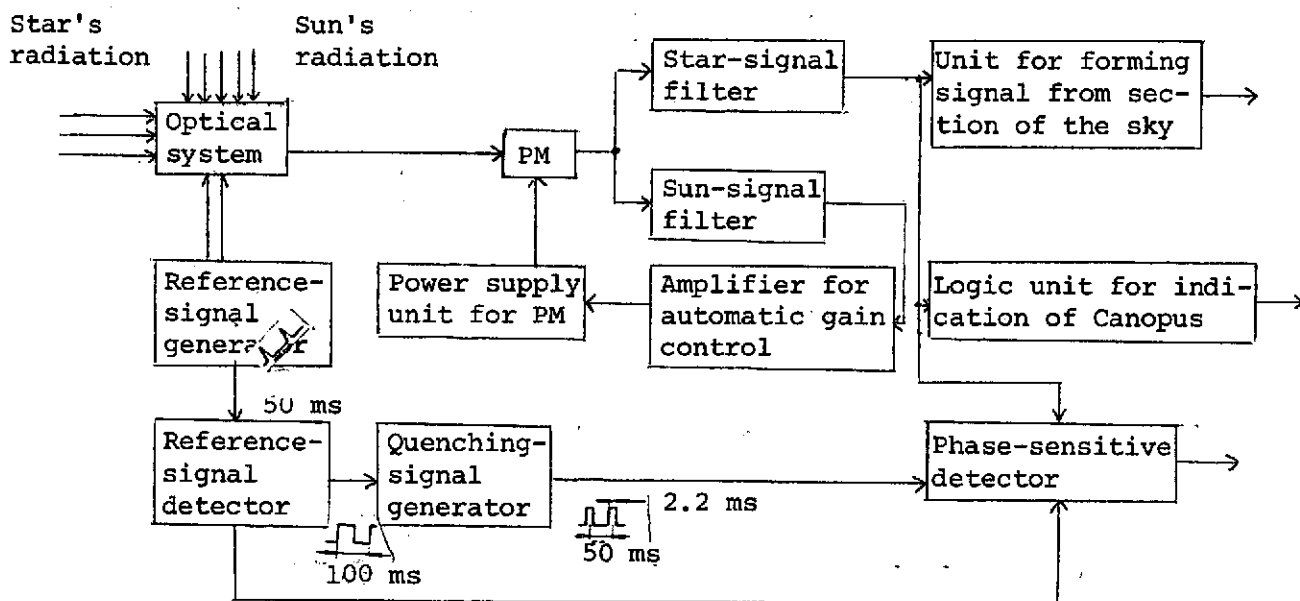 Star's
radiation
Sun's
radiation
Optical
system
PM
Star-signal
filter
Unit for forming
signal from sec-
tion of the sky
Sun-signal
filter
Reference-
signal
generator
Power supply
unit for PM
Amplifier for
automatic gain
control
Logic unit for indi-
cation of Canopus
50 ms
Reference-
signal
detector
Quenching-
signal
generator
Phase-sensitive
detector
2.2 ms
50 ms
100 ms